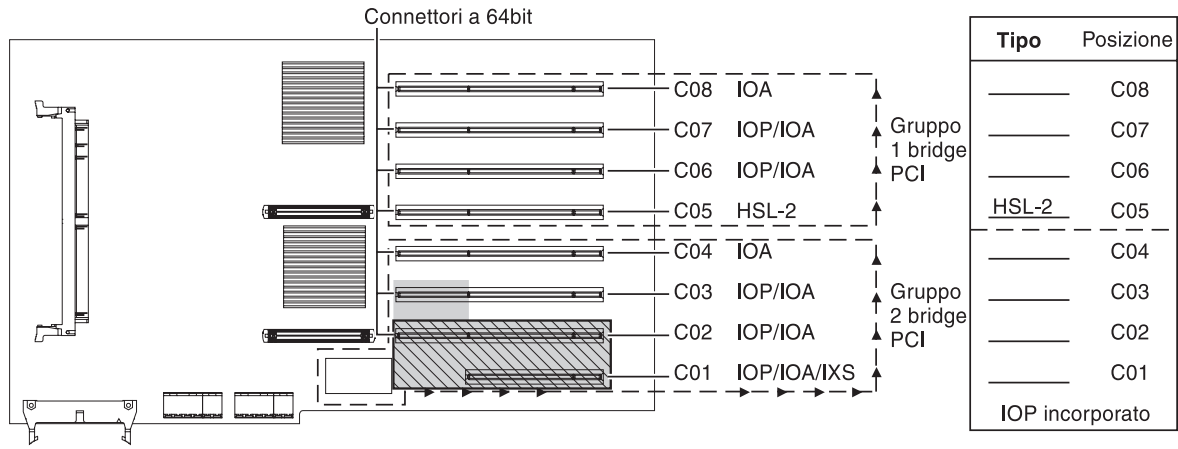 Connettori a 64bit
C08 IOA
C07 IOP/IOA
C06 IOP/IOA
C05 HSL-2
Gruppo
1 bridge
PCI
C04 IOA
C03 IOP/IOA
C02 IOP/IOA
C01 IOP/IOA/IXS
Gruppo
2 bridge
PCI
Tipo Posizione
C08
C07
C06
HSL-2 C05
C04
C03
C02
C01
IOP incorporato